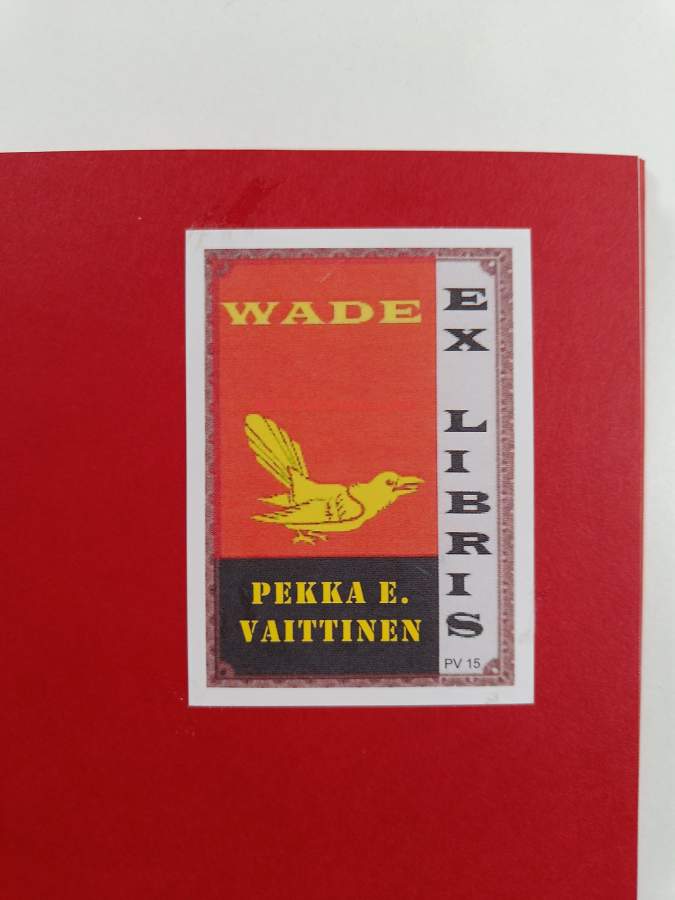 WADE
EX LIBRIS
PEKKA E.
VAITTINEN
PV 15